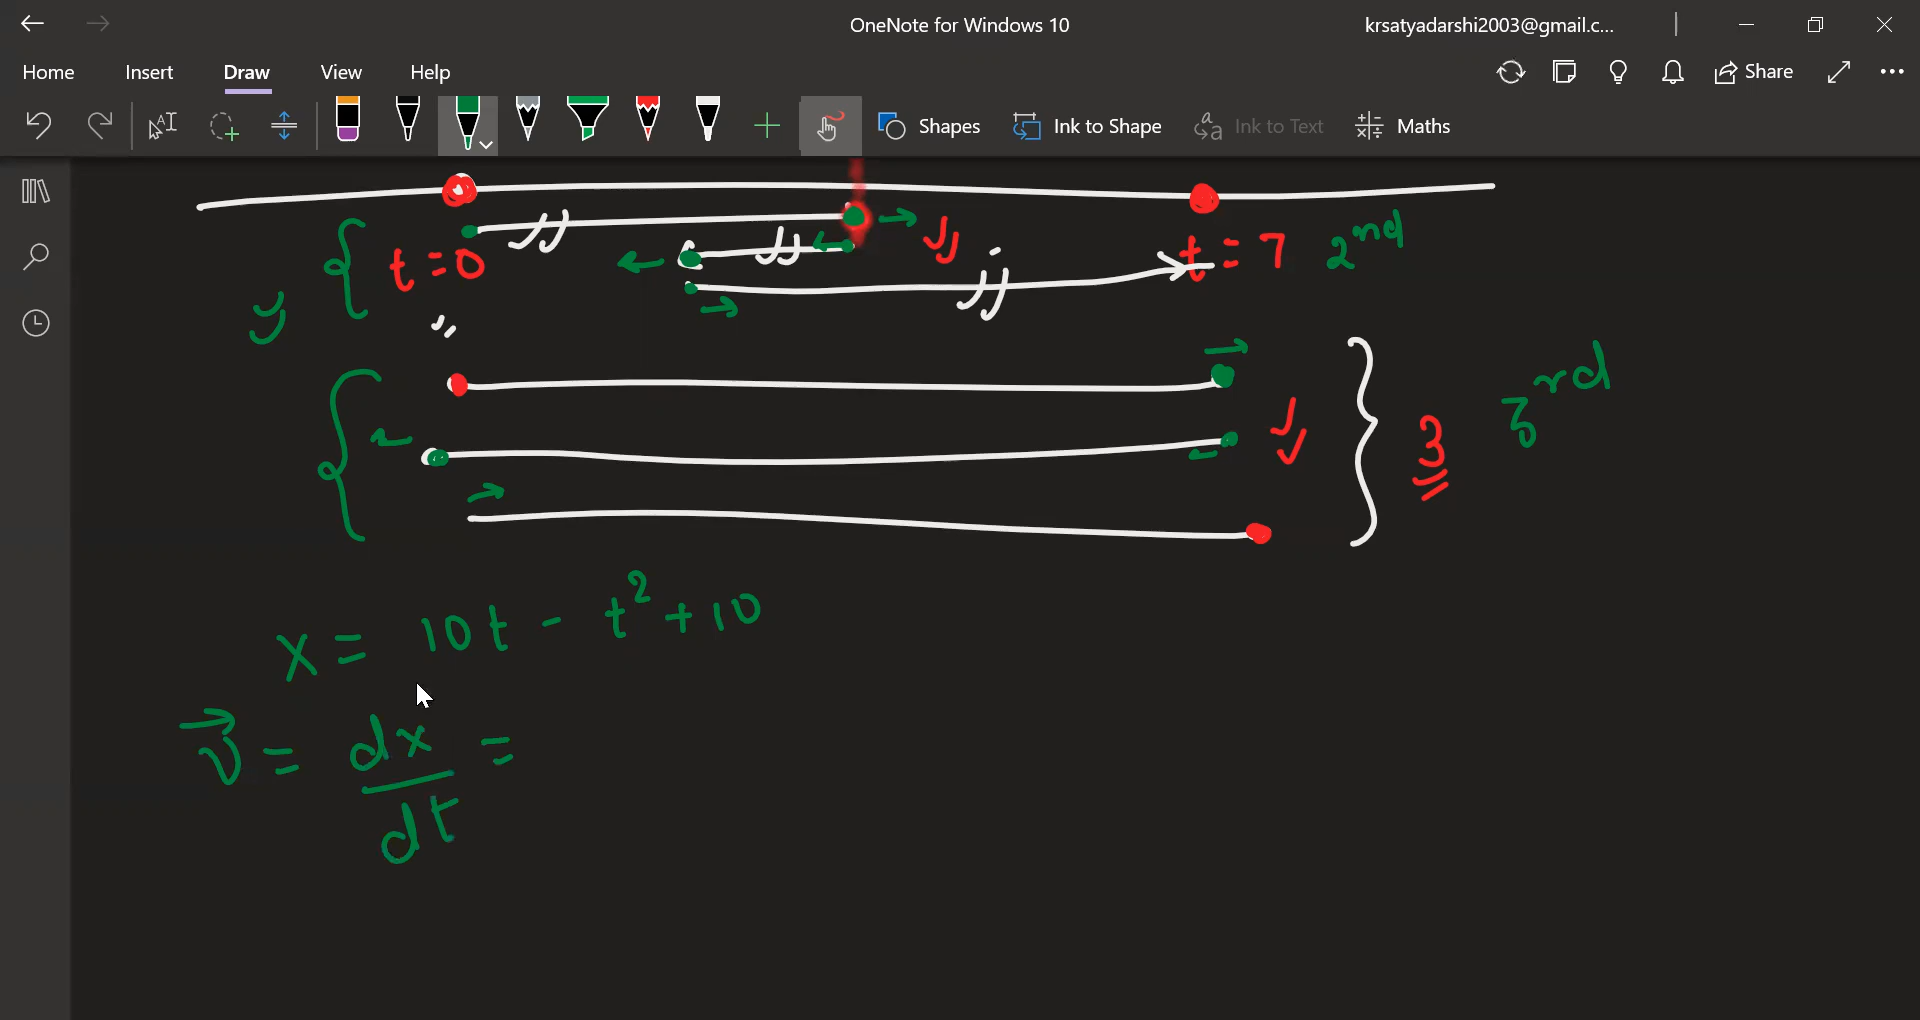 OneNote for Windows 10
krsatyadarshi2003@gmail.c...
Home Insert Draw View Help
Share
Shapes Ink to Shape Ink to Text Maths
t = 0
t = 7 2nd
y
3 3rd
x = 10t - t² + 10
v⃗ = dx/dt =